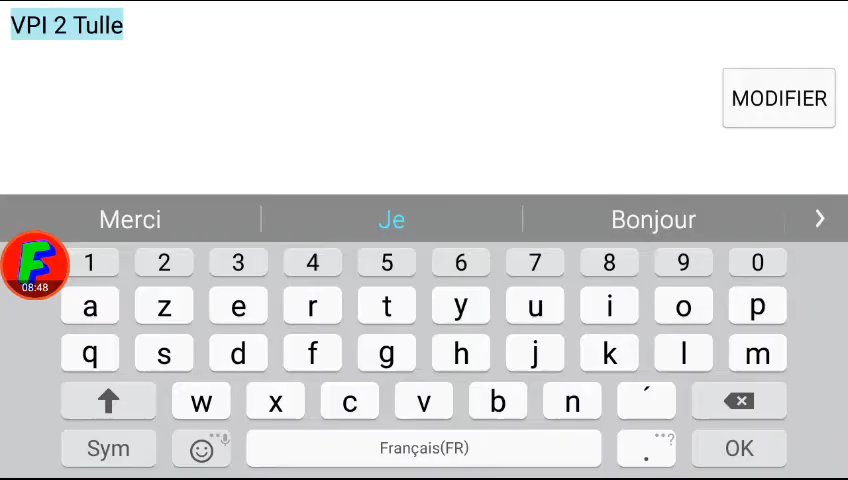 VPI 2 Tulle
MODIFIER
Merci Je Bonjour
F
08:48
1 2 3 4 5 6 7 8 9 0
a z e r t y u i o p
q s d f g h j k l m
w x c v b n ´
Sym Français(FR) . ? OK